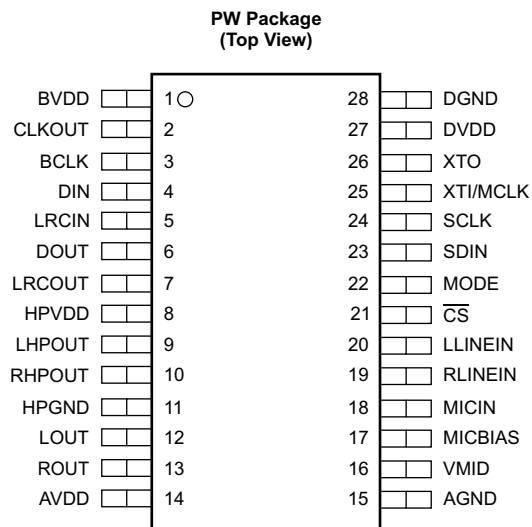 PW Package
(Top View)
BVDD 1 28 DGND
CLKOUT 2 27 DVDD
BCLK 3 26 XTO
DIN 4 25 XTI/MCLK
LRCIN 5 24 SCLK
DOUT 6 23 SDIN
LRCOUT 7 22 MODE
HPVDD 8 21 C̅S̅
LHPOUT 9 20 LLINEIN
RHPOUT 10 19 RLINEIN
HPGND 11 18 MICIN
LOUT 12 17 MICBIAS
ROUT 13 16 VMID
AVDD 14 15 AGND